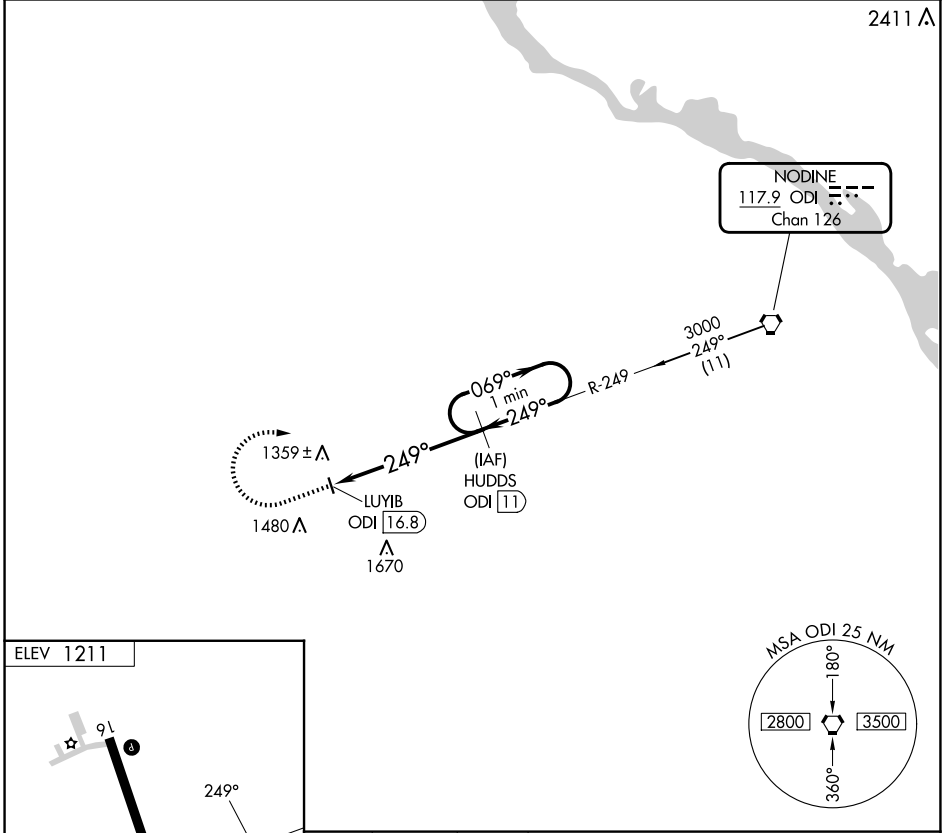 2411
NODINE
117.9 ODI
Chan 126
3000
249°
(11)
R-249
069°
1 min
249°
249°
(IAF)
HUDDS
ODI 11
1359±
LUYIB
ODI 16.8
1480
1670
MSA ODI 25 NM
180°
2800
3500
360°
ELEV 1211
16
P
249°